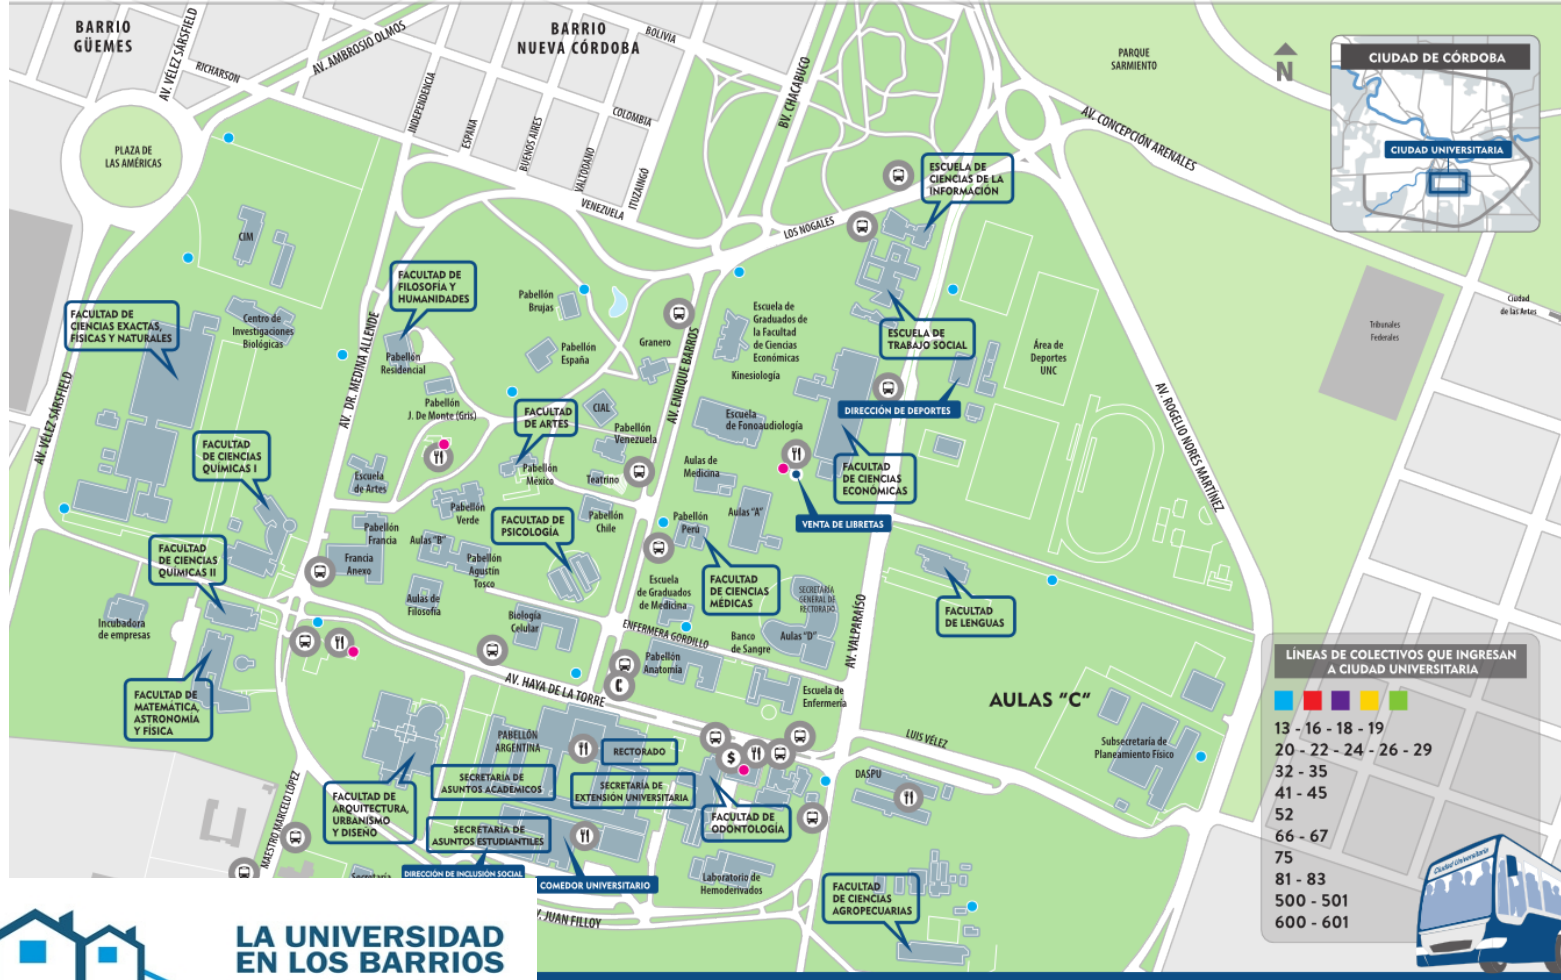 BARRIO
GÜEMES
AV. VÉLEZ SÁRSFIELD
RICHARSON
AV. AMBROSIO OLMOS
BARRIO
NUEVA CÓRDOBA
BOLIVIA
INDEPENDENCIA
ESPAÑA
BUENOS AIRES
VALTODANO
COLOMBIA
ITUZAINGÓ
VENEZUELA
BV. CHACABUCO
LOS NOGALES
PARQUE
SARMIENTO
AV. CONCEPCIÓN ARENALES
N
CIUDAD DE CÓRDOBA
CIUDAD UNIVERSITARIA
PLAZA DE
LAS AMÉRICAS
ESCUELA DE
CIENCIAS DE LA
INFORMACIÓN
CIM
FACULTAD DE
FILOSOFÍA Y
HUMANIDADES
FACULTAD DE
CIENCIAS EXACTAS,
FÍSICAS Y NATURALES
Centro de
Investigaciones
Biológicas
Pabellón
Brujas
Pabellón
España
Granero
Escuela de
Graduados de
la Facultad
de Ciencias
Económicas
Kinesiología
ESCUELA DE
TRABAJO SOCIAL
Área de
Deportes
UNC
Tribunales
Federales
Ciudad
de las Artes
AV. DR. MEDINA ALLENDE
Pabellón
Residencial
Pabellón
J. De Monte (Gris)
AV. ENRIQUE BARROS
AV. ROGELIO NORES MARTINEZ
AV. VÉLEZ SÁRSFIELD
FACULTAD
DE ARTES
CIAL
Pabellón
Venezuela
Escuela
de Fonoaudiología
DIRECCIÓN DE DEPORTES
FACULTAD
DE CIENCIAS
QUÍMICAS I
Escuela
de Artes
Pabellón
México
Teatrino
Aulas de
Medicina
FACULTAD
DE CIENCIAS
ECONÓMICAS
VENTA DE LIBRETAS
Pabellón
Verde
Pabellón
Francia
Aulas "B"
FACULTAD DE
PSICOLOGÍA
Pabellón
Chile
Pabellón
Perú
Aulas "A"
FACULTAD
DE CIENCIAS
QUÍMICAS II
Francia
Anexo
Pabellón
Agustín
Tosco
Aulas de
Filosofía
Escuela
de Graduados
de Medicina
FACULTAD
DE CIENCIAS
MÉDICAS
SECRETARÍA
GENERAL DE
RECTORADO
FACULTAD
DE LENGUAS
Incubadora
de empresas
Biología
Celular
ENFERMERA GORDILLO
Banco
de Sangre
Aulas "D"
AV. VALPARAÍSO
Pabellón
Anatomía
Escuela de
Enfermería
AV. HAYA DE LA TORRE
FACULTAD DE
MATEMÁTICA,
ASTRONOMÍA
Y FÍSICA
AULAS "C"
LUIS VÉLEZ
Subsecretaría de
Planeamiento Físico
PABELLÓN
ARGENTINA
RECTORADO
SECRETARÍA DE
ASUNTOS ACADÉMICOS
SECRETARÍA DE
EXTENSIÓN UNIVERSITARIA
$
DASPU
FACULTAD DE
ARQUITECTURA,
URBANISMO
Y DISEÑO
MAESTRO MARCELO LÓPEZ
SECRETARÍA DE
ASUNTOS ESTUDIANTILES
FACULTAD DE
ODONTOLOGÍA
Secretaría
DIRECCIÓN DE INCLUSIÓN SOCIAL
COMEDOR UNIVERSITARIO
Laboratorio de
Hemoderivados
FACULTAD
DE CIENCIAS
AGROPECUARIAS
JUAN FILLOY
LÍNEAS DE COLECTIVOS QUE INGRESAN
A CIUDAD UNIVERSITARIA
13 - 16 - 18 - 19
20 - 22 - 24 - 26 - 29
32 - 35
41 - 45
52
66 - 67
75
81 - 83
500 - 501
600 - 601
Ciudad Universitaria
LA UNIVERSIDAD
EN LOS BARRIOS